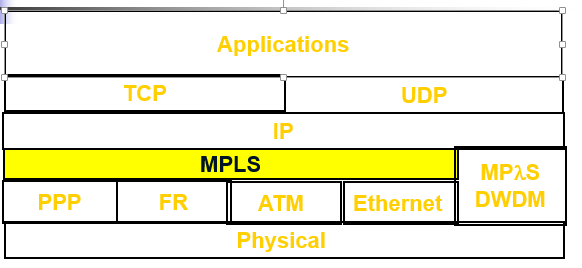 Applications
TCP UDP
IP
MPLS
MPλS
DWDM
PPP FR ATM Ethernet
Physical